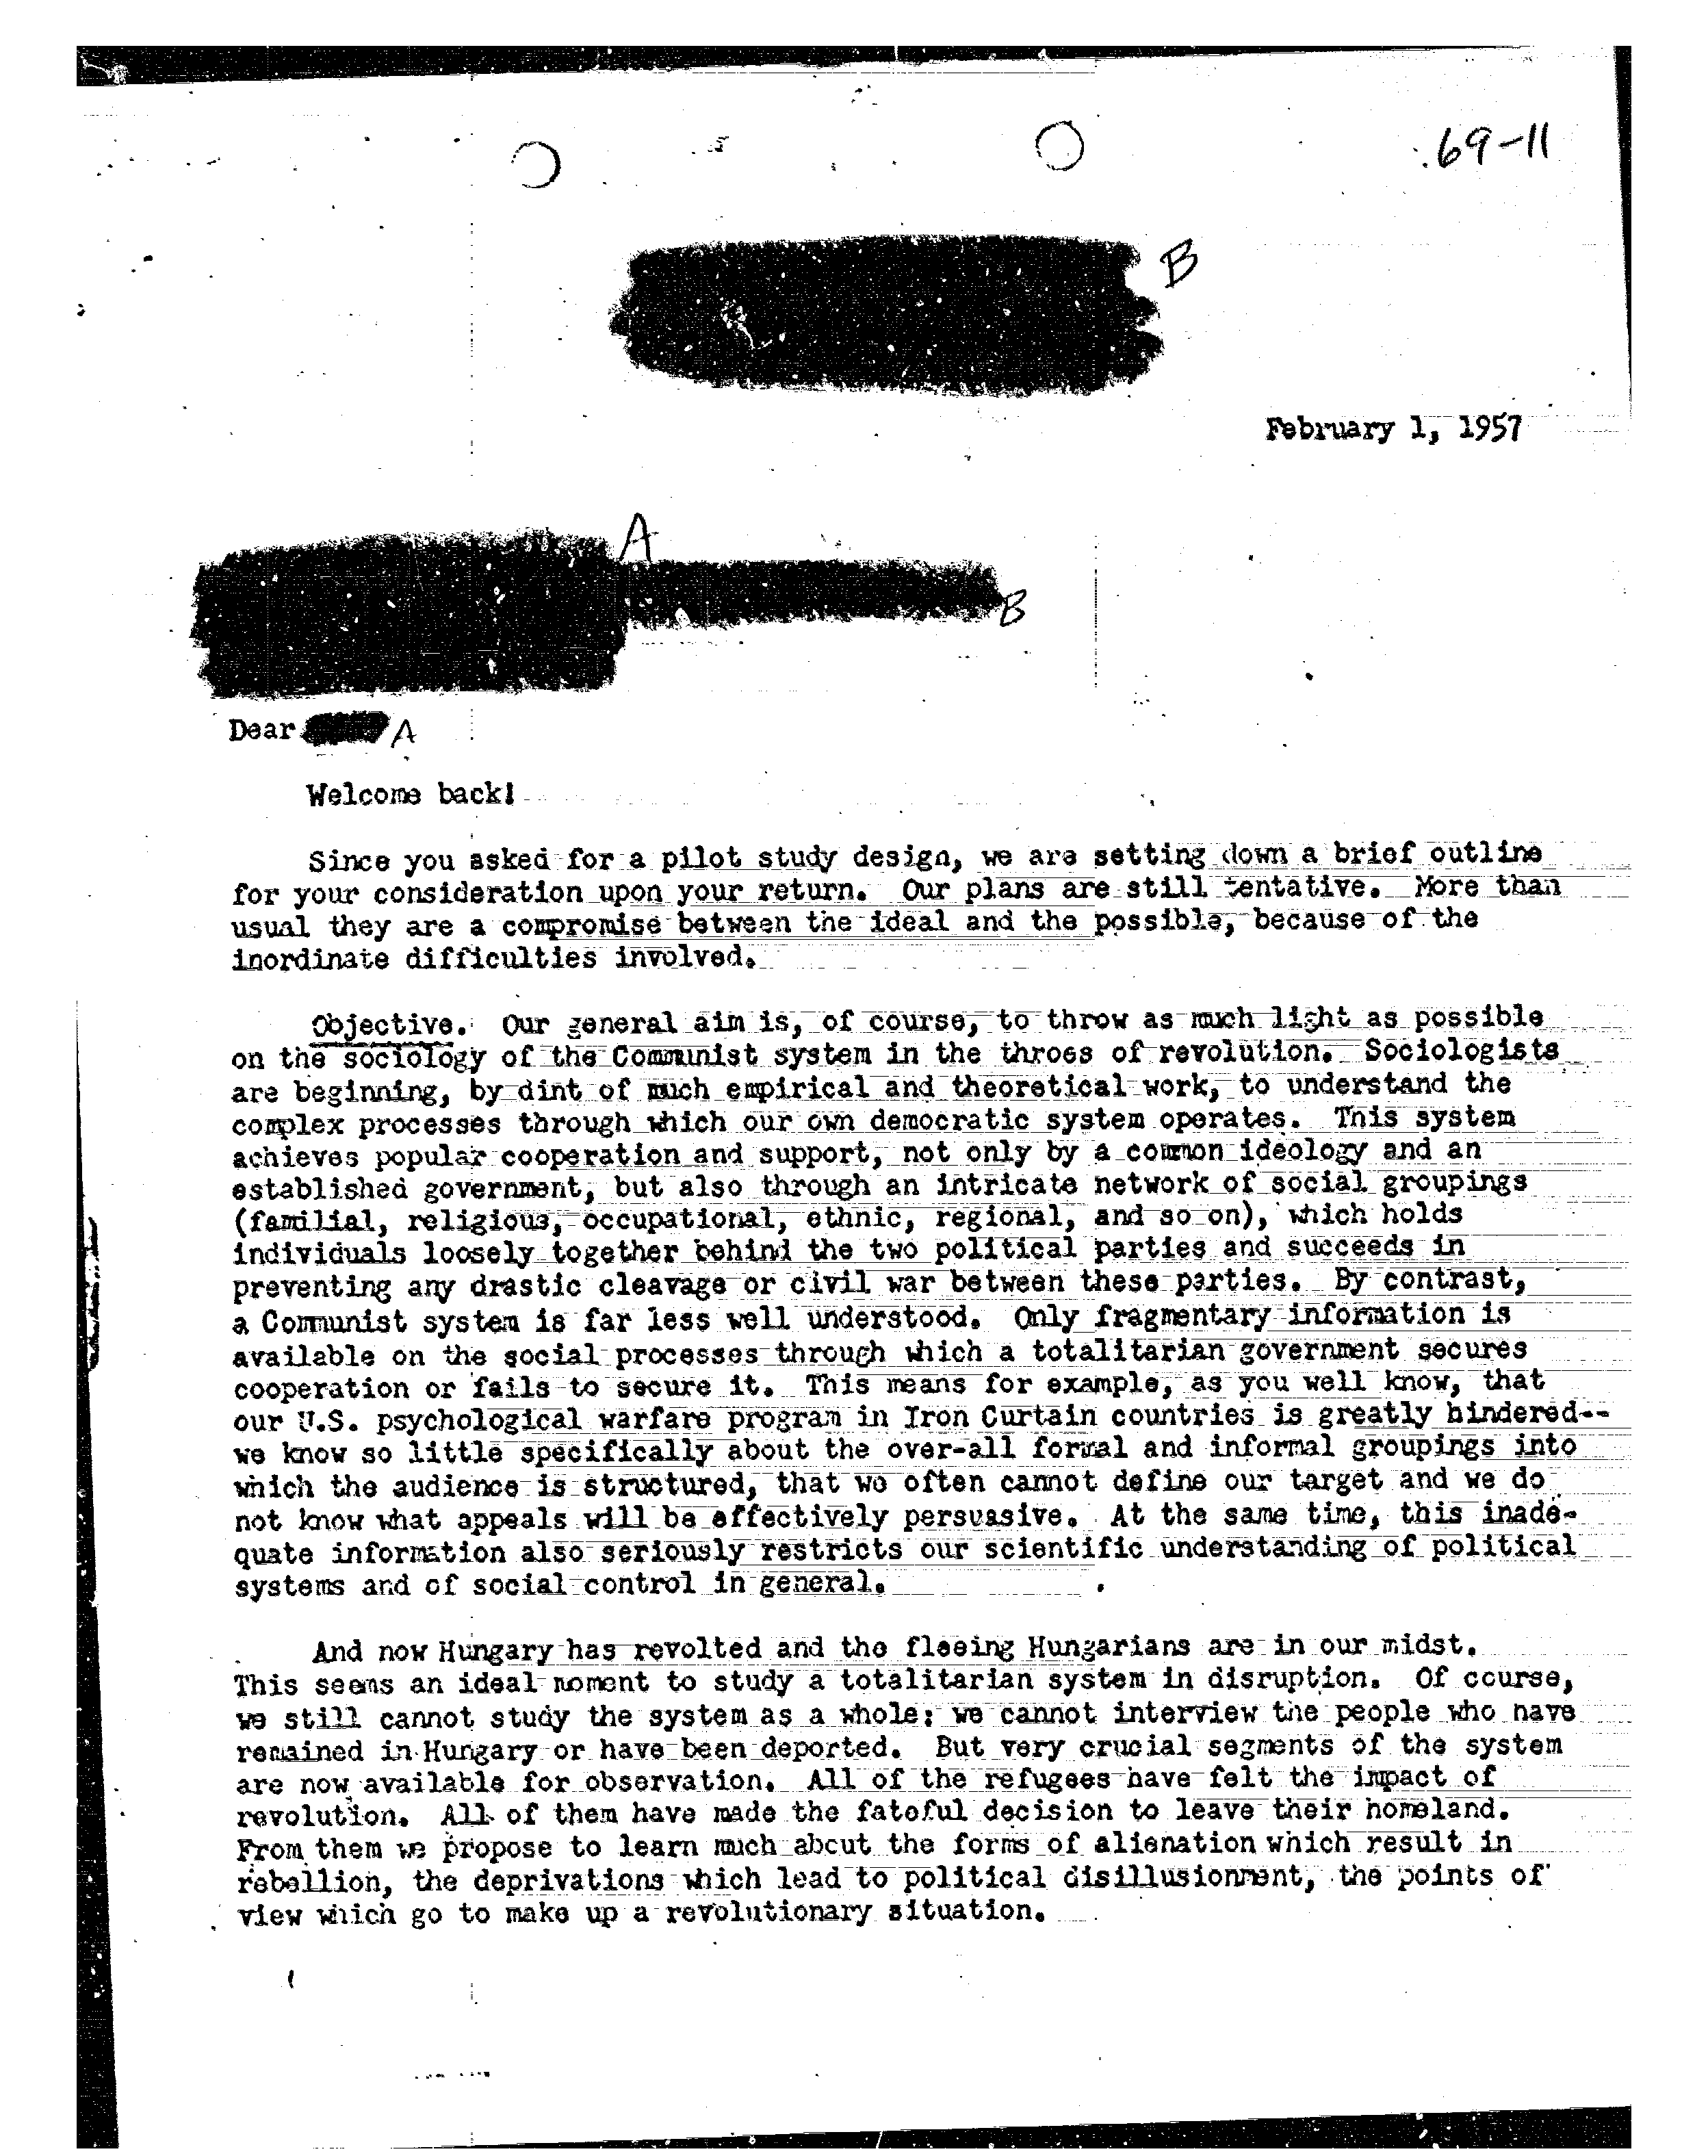 69-11
B
February 1, 1957
A
B
Dear
A
Welcome back!
Since you asked for a pilot study design, we are setting down a brief outline
for your consideration upon your return. Our plans are still tentative. More than
usual they are a compromise between the ideal and the possible, because of the
inordinate difficulties involved.
Objective. Our general aim is, of course, to throw as much light as possible
on the sociology of the Communist system in the throes of revolution. Sociologists
are beginning, by dint of much empirical and theoretical work, to understand the
complex processes through which our own democratic system operates. This system
achieves popular cooperation and support, not only by a common ideology and an
established government, but also through an intricate network of social groupings
(familial, religious, occupational, ethnic, regional, and so on), which holds
individuals loosely together behind the two political parties and succeeds in
preventing any drastic cleavage or civil war between these parties. By contrast,
a Communist system is far less well understood. Only fragmentary information is
available on the social processes through which a totalitarian government secures
cooperation or fails to secure it. This means for example, as you well know, that
our U.S. psychological warfare program in Iron Curtain countries is greatly hindered--
we know so little specifically about the over-all formal and informal groupings into
which the audience is structured, that we often cannot define our target and we do
not know what appeals will be effectively persuasive. At the same time, this inade-
quate information also seriously restricts our scientific understanding of political
systems and of social control in general.
And now Hungary has revolted and the fleeing Hungarians are in our midst.
This seems an ideal moment to study a totalitarian system in disruption. Of course,
we still cannot study the system as a whole; we cannot interview the people who have
remained in Hungary or have been deported. But very crucial segments of the system
are now available for observation. All of the refugees have felt the impact of
revolution. All of them have made the fateful decision to leave their homeland.
From them we propose to learn much about the forms of alienation which result in
rebellion, the deprivations which lead to political disillusionment, the points of
view which go to make up a revolutionary situation.